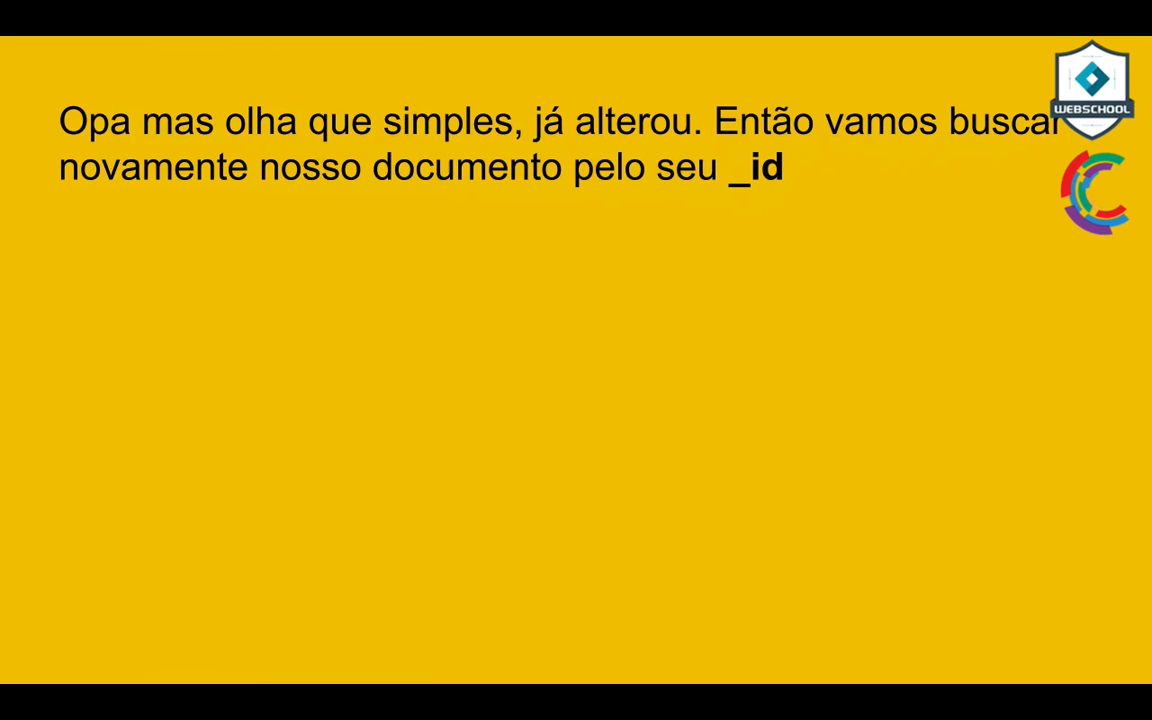 Opa mas olha que simples, já alterou. Então vamos buscar
novamente nosso documento pelo seu _id
WEBSCHOOL